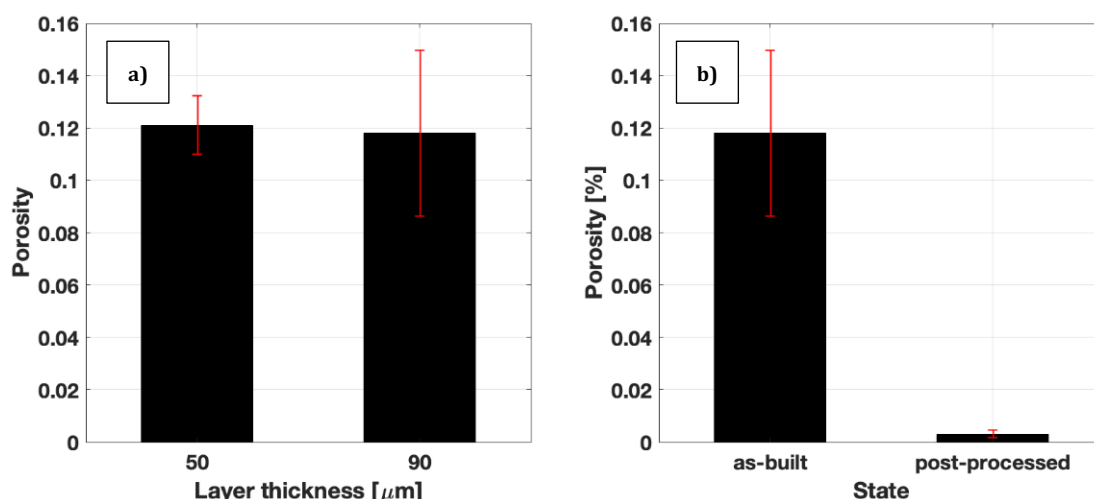 a)
0.16
0.14
0.12
0.1
0.08
0.06
0.04
0.02
0
Porosity
50 90
Layer thickness [μm]
b)
0.16
0.14
0.12
0.1
0.08
0.06
0.04
0.02
0
Porosity [%]
as-built post-processed
State